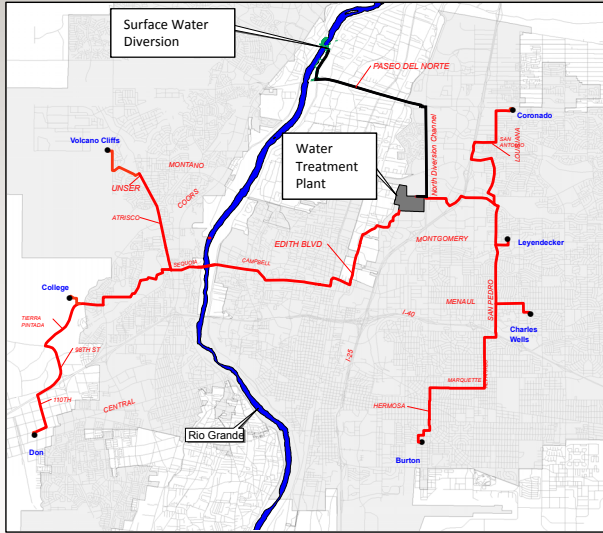 Surface Water
Diversion
PASEO DEL NORTE
North Diversion Channel
Coronado
SAN
ANTONIO
LOUISIANA
Volcano Cliffs
MONTANO
UNSER
COORS
ATRISCO
Water
Treatment
Plant
EDITH BLVD
MONTGOMERY
Leyendecker
SEQUOIA
CAMPBELL
College
TIERRA
PINTADA
98TH ST
110TH
CENTRAL
Don
I-40
I-25
MENAUL
SAN PEDRO
Charles
Wells
MARQUETTE
HERMOSA
Rio Grande
Burton